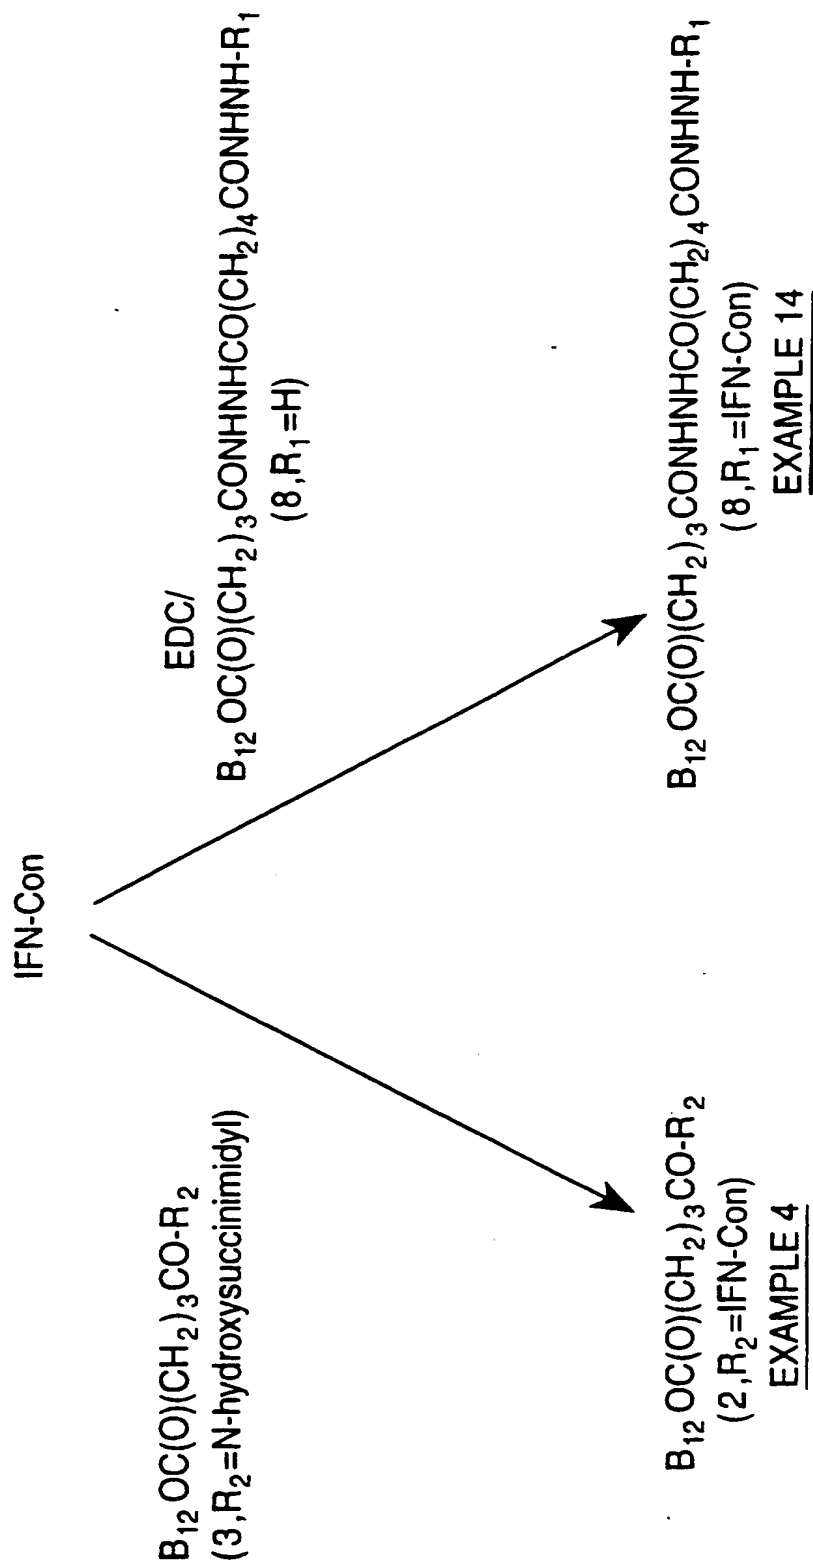 IFN-Con
B₁₂OC(O)(CH₂)₃CO-R₂
(3,R₂=N-hydroxysuccinimidyl)
EDC/
B₁₂OC(O)(CH₂)₃CONHNHCO(CH₂)₄CONHNH-R₁
(8,R₁=H)
B₁₂OC(O)(CH₂)₃CO-R₂
(2,R₂=IFN-Con)
EXAMPLE 4
B₁₂OC(O)(CH₂)₃CONHNHCO(CH₂)₄CONHNH-R₁
(8,R₁=IFN-Con)
EXAMPLE 14